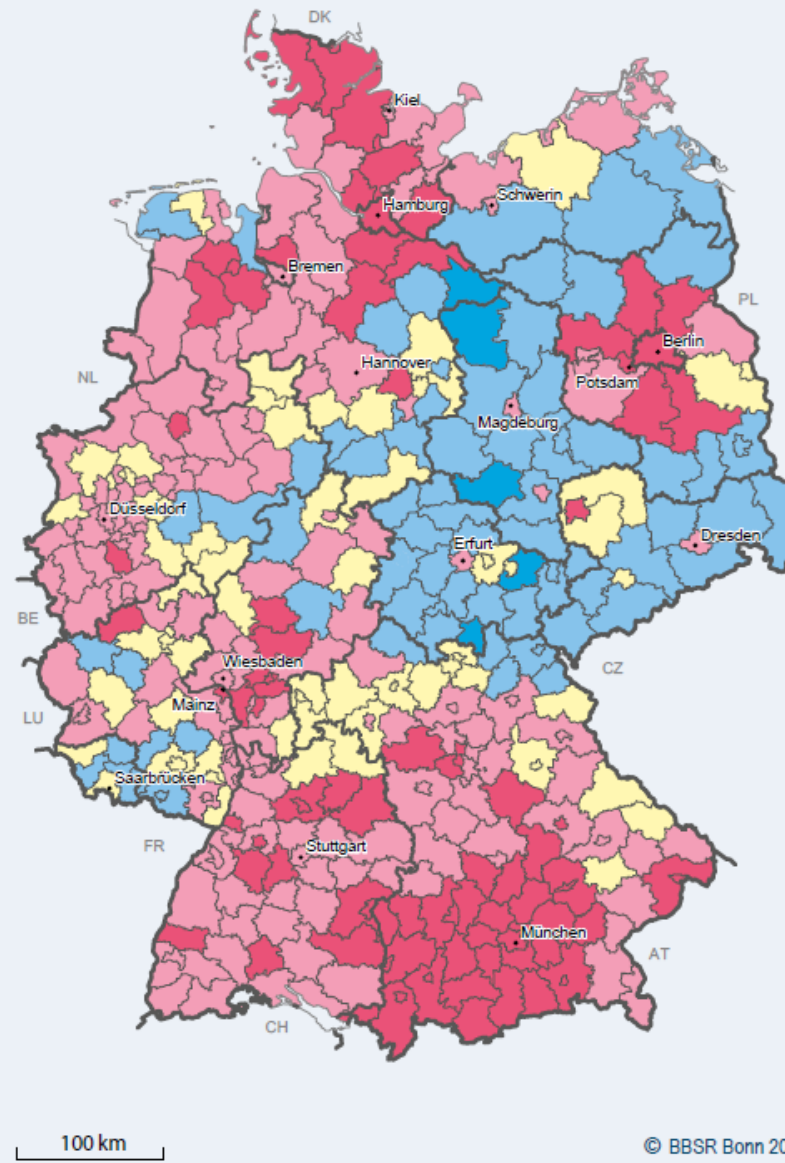 DK
Kiel
Schwerin
Hamburg
Bremen
PL
Berlin
NL
Hannover
Potsdam
Magdeburg
Düsseldorf
Erfurt
Dresden
BE
Wiesbaden
CZ
Mainz
LU
Saarbrücken
FR
Stuttgart
München
AT
CH
100 km
© BBSR Bonn 20